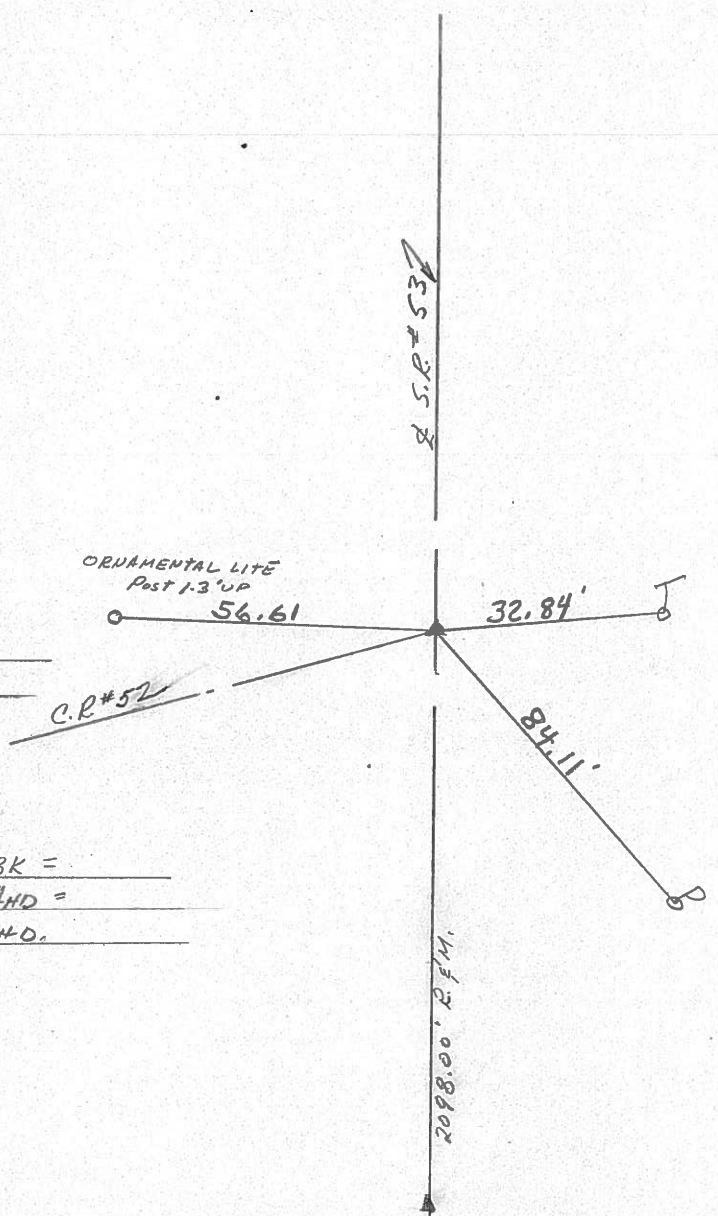 ℄ S.R. # 53
ORNAMENTAL LITE
POST 1.3' UP
56.61
32.84'
C.R #52
84.11'
BK =
HD =
HD.
2098.00' R. & M.